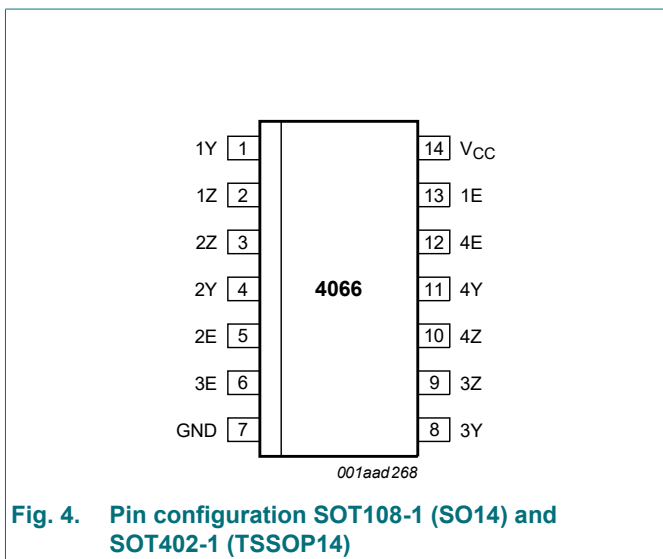 1Y 1 14 VCC
1Z 2 13 1E
2Z 3 12 4E
2Y 4 4066 11 4Y
2E 5 10 4Z
3E 6 9 3Z
GND 7 8 3Y
001aad268
Fig. 4. Pin configuration SOT108-1 (SO14) and
SOT402-1 (TSSOP14)